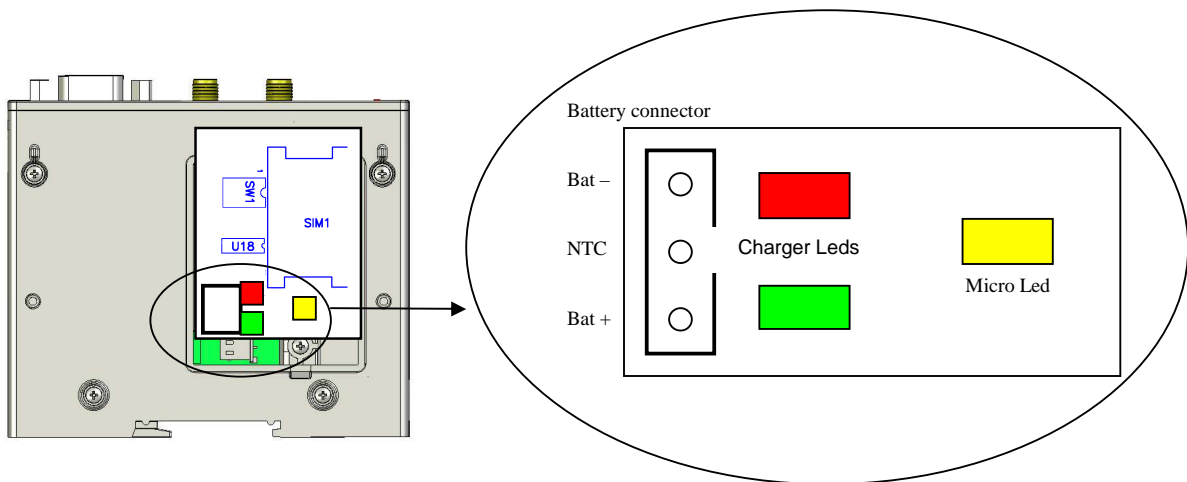 1
SW1
SIM1
U18
Battery connector
Bat –
NTC
Bat +
Charger Leds
Micro Led